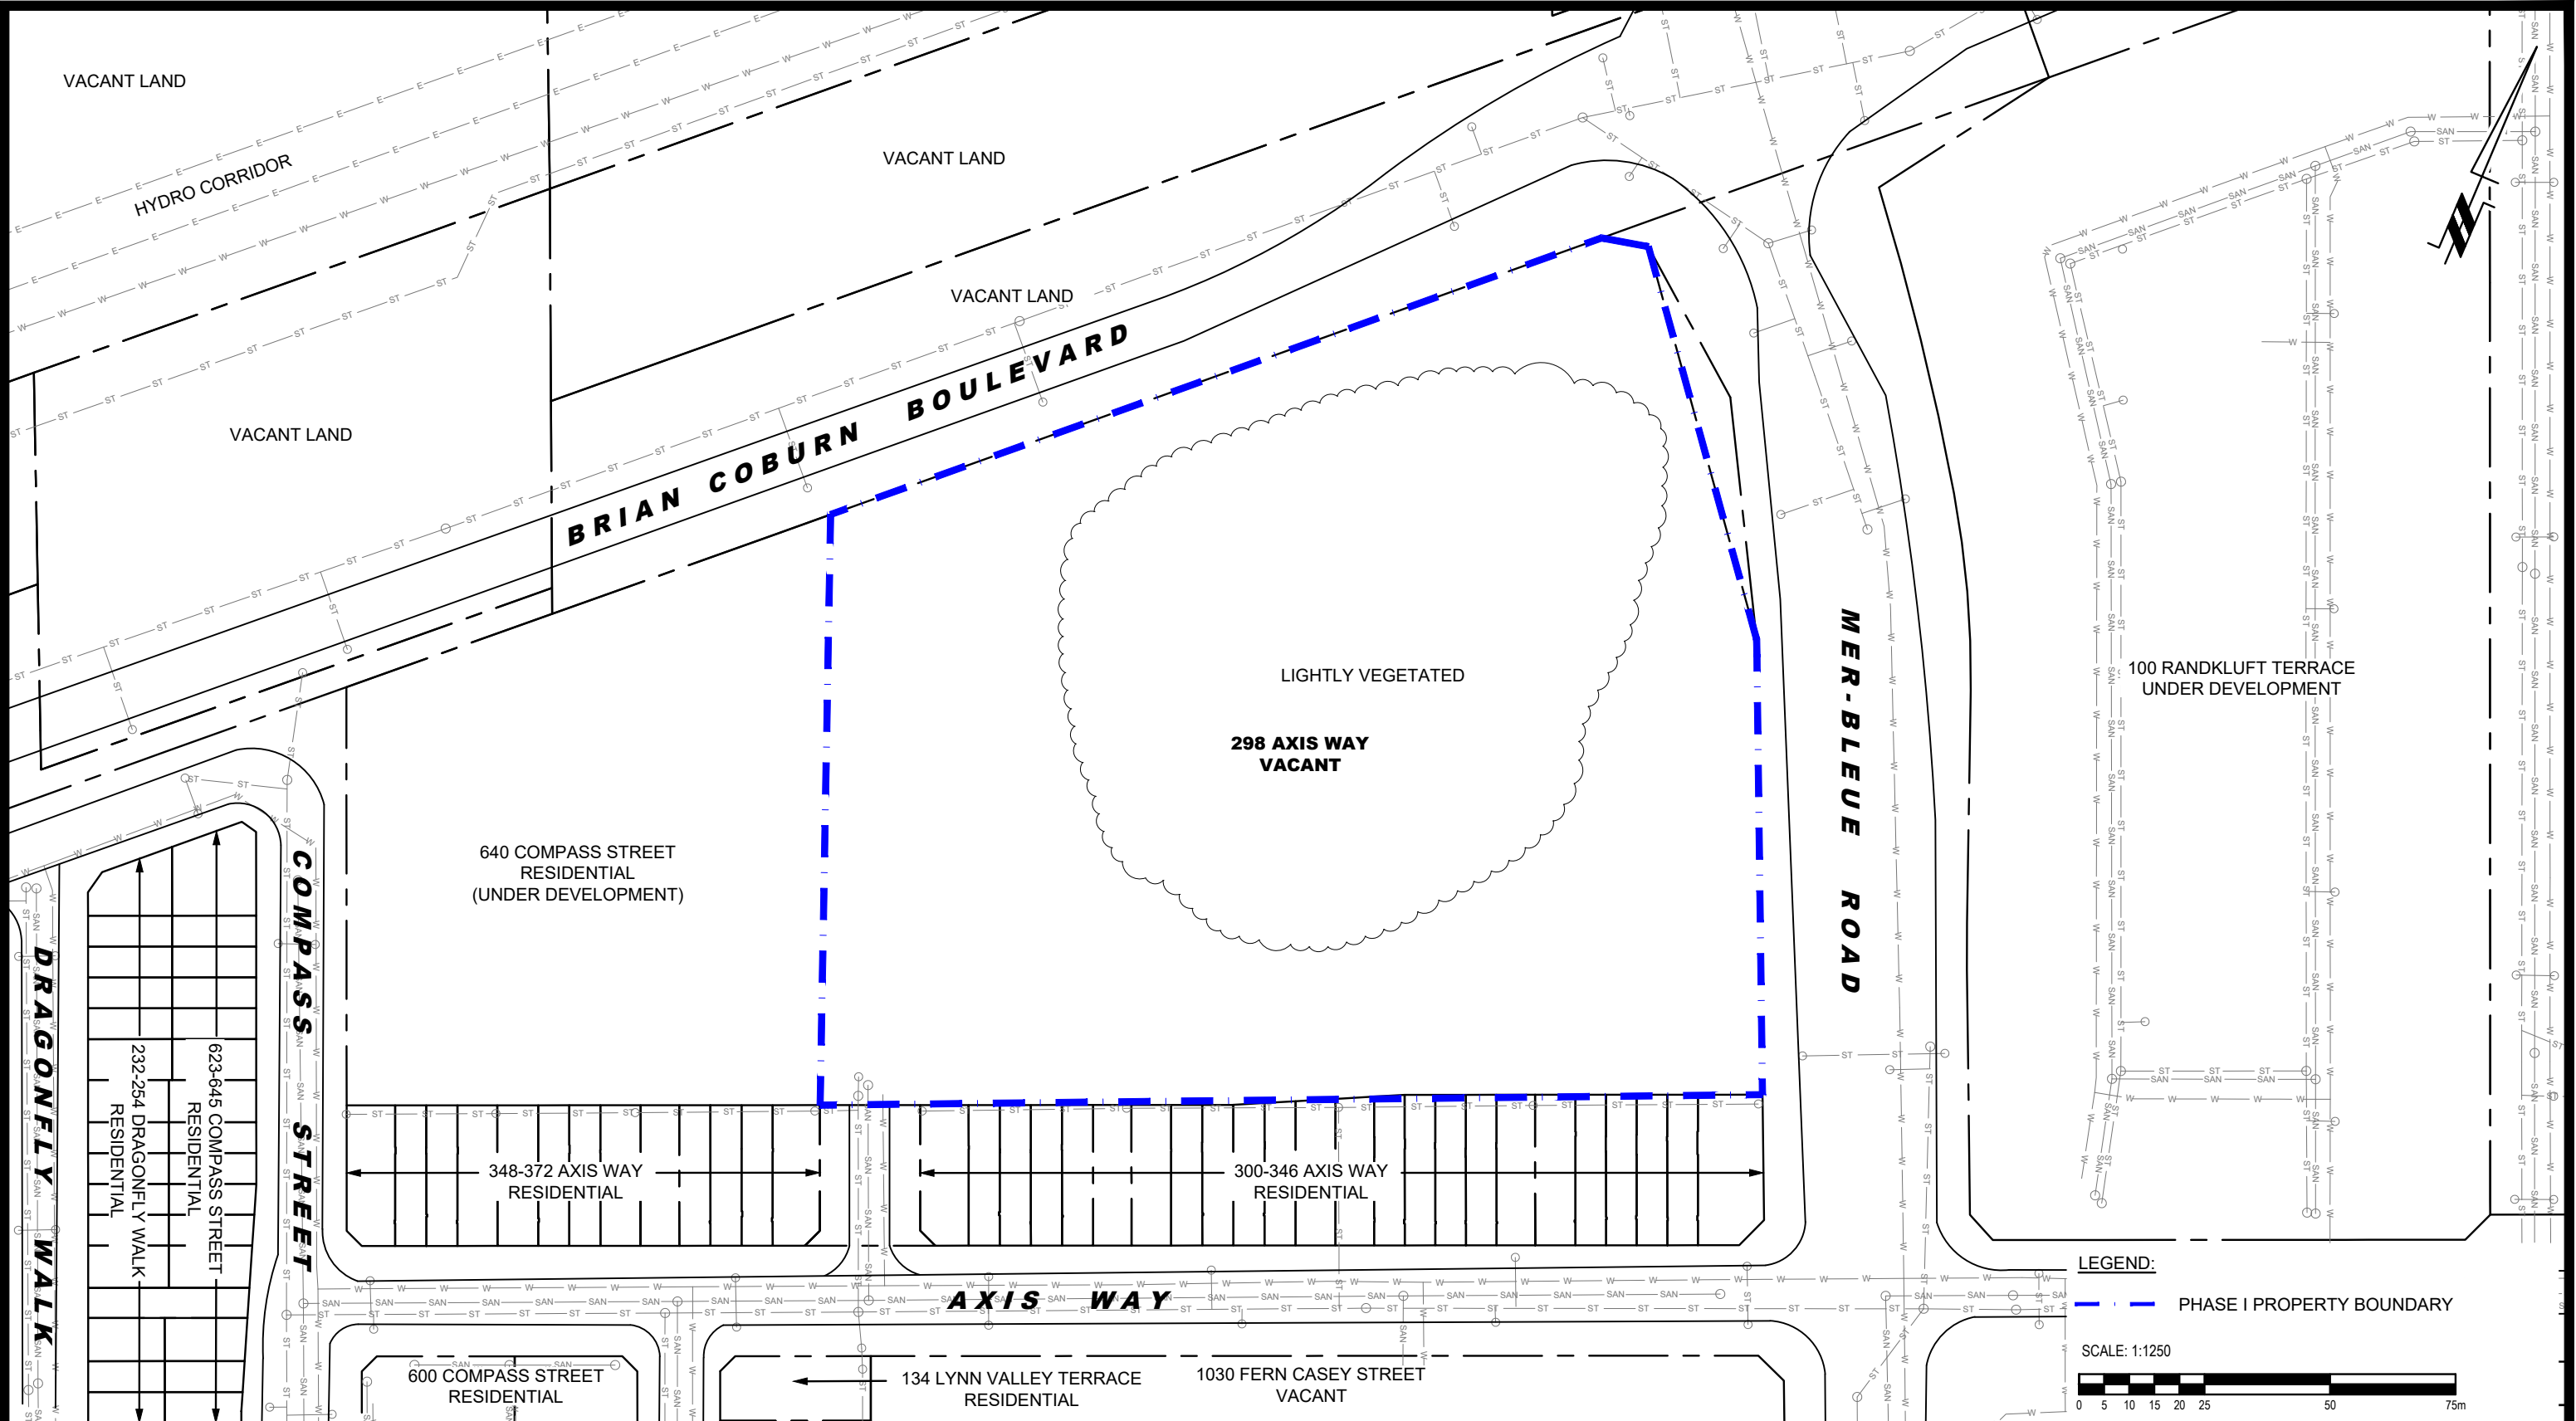 VACANT LAND
HYDRO CORRIDOR
VACANT LAND
VACANT LAND
VACANT LAND
BRIAN COBURN BOULEVARD
LIGHTLY VEGETATED
298 AXIS WAY
VACANT
MER-BLEUE ROAD
100 RANDKLUFT TERRACE
UNDER DEVELOPMENT
640 COMPASS STREET
RESIDENTIAL
(UNDER DEVELOPMENT)
COMPASS STREET
DRAGONFLY WALK
232-254 DRAGONFLY WALK
RESIDENTIAL
623-645 COMPASS STREET
RESIDENTIAL
348-372 AXIS WAY
RESIDENTIAL
300-346 AXIS WAY
RESIDENTIAL
AXIS WAY
600 COMPASS STREET
RESIDENTIAL
134 LYNN VALLEY TERRACE
RESIDENTIAL
1030 FERN CASEY STREET
VACANT
LEGEND:
PHASE I PROPERTY BOUNDARY
SCALE: 1:1250
0 5 10 15 20 25 50 75m